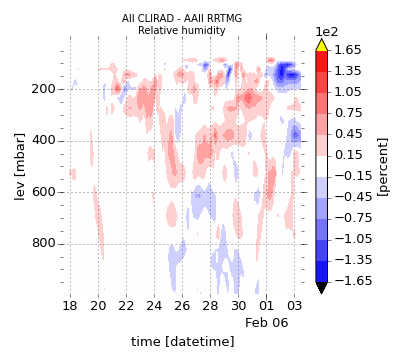 All CLIRAD - AAll RRTMG
Relative humidity
1e2
1.65
1.35
1.05
0.75
0.45
0.15
−0.15
−0.45
−0.75
−1.05
−1.35
−1.65
[percent]
lev [mbar]
200
400
600
800
18 20 22 24 26 28 30 01 03
Feb 06
time [datetime]